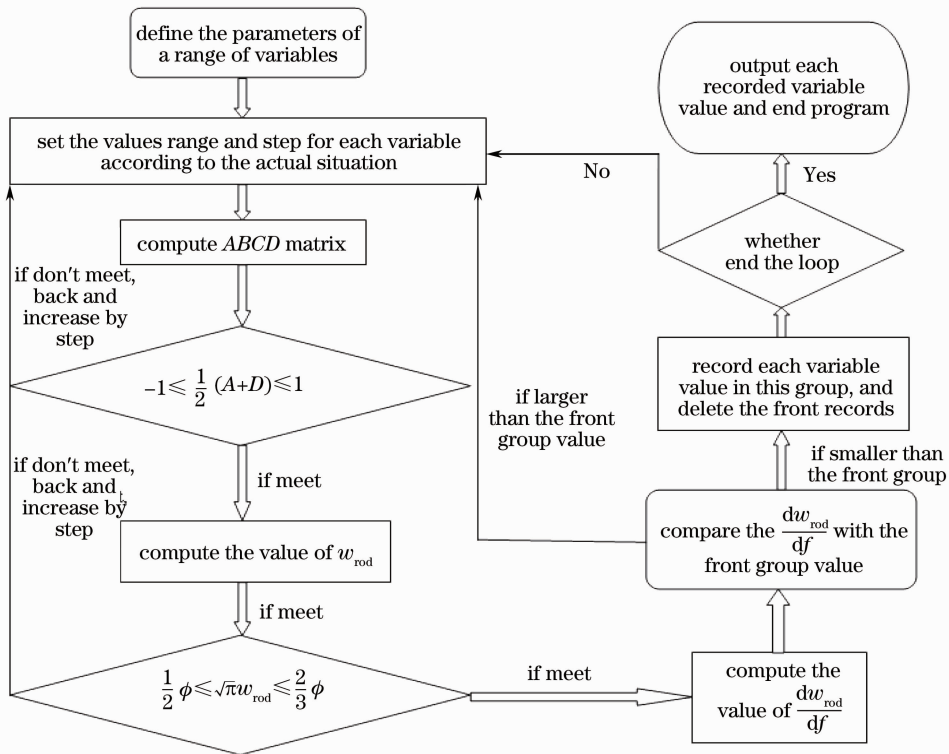 define the parameters of
a range of variables
set the values range and step for each variable
according to the actual situation
compute ABCD matrix
if don't meet,
back and
increase by
step
-1≤ 1/2 (A+D)≤1
if meet
if don't meet,
back and
increase by
step
compute the value of w_rod
if meet
1/2 ϕ≤√π w_rod≤ 2/3 ϕ
if meet
compute the
value of dw_rod/df
compare the dw_rod/df with the
front group value
if larger
than the front
group value
if smaller than
the front group
record each variable
value in this group, and
delete the front records
whether
end the loop
No
Yes
output each
recorded variable
value and end program